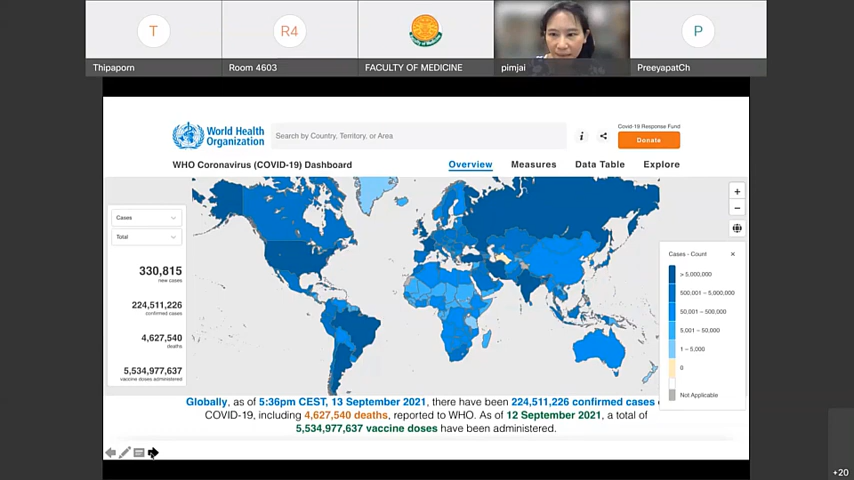 T
R4
P
Thipaporn
Room 4603
FACULTY OF MEDICINE
pimjai
PreeyapatCh
World Health
Organization
Search by Country, Territory, or Area
i
Covid-19 Response Fund
Donate
WHO Coronavirus (COVID-19) Dashboard
Overview
Measures
Data Table
Explore
Cases
Total
330,815
new cases
224,511,226
confirmed cases
4,627,540
deaths
5,534,977,637
vaccine doses administered
+
−
Cases - Count
×
> 5,000,000
500,001 – 5,000,000
50,001 – 500,000
5,001 – 50,000
1 – 5,000
0
Not Applicable
Globally, as of 5:36pm CEST, 13 September 2021, there have been 224,511,226 confirmed cases
COVID-19, including 4,627,540 deaths, reported to WHO. As of 12 September 2021, a total of
5,534,977,637 vaccine doses have been administered.
+20